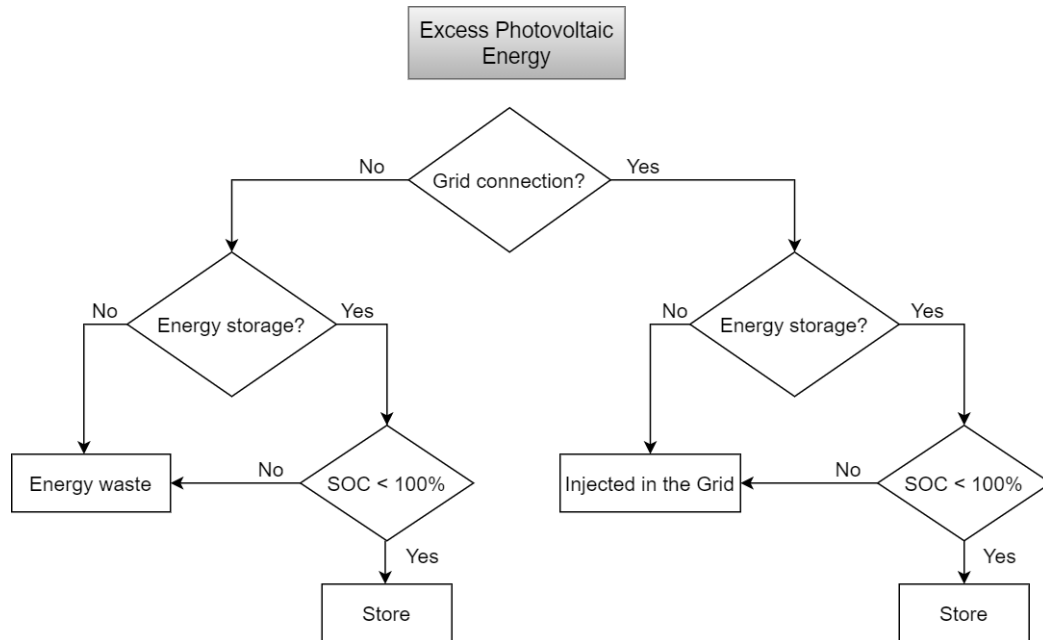 Excess Photovoltaic
Energy
No
Grid connection?
Yes
No
Energy storage?
Yes
No
Energy storage?
Yes
Energy waste
No
SOC < 100%
Injected in the Grid
No
SOC < 100%
Yes
Yes
Store
Store